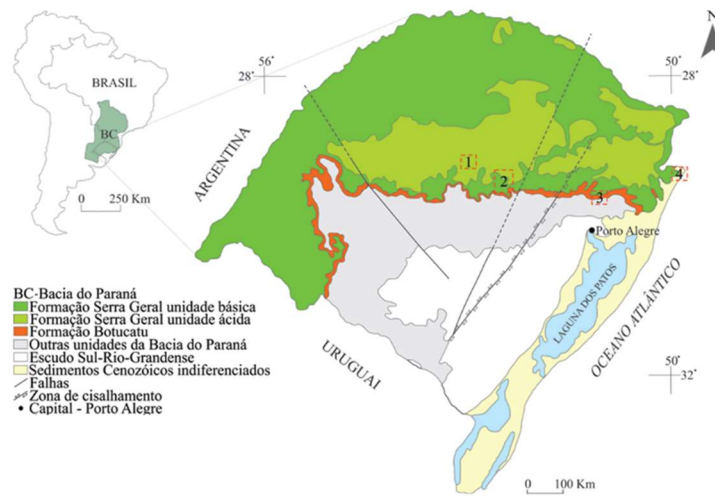 N
56°
28°
50°
28°
BRASIL
BC
0 250 Km
ARGENTINA
1
2
3
4
Porto Alegre
LAGUNA DOS PATOS
OCEANO ATLÂNTICO
URUGUAI
50°
32°
BC-Bacia do Paraná
Formação Serra Geral unidade básica
Formação Serra Geral unidade ácida
Formação Botucatu
Outras unidades da Bacia do Paraná
Escudo Sul-Rio-Grandense
Sedimentos Cenozóicos indiferenciados
Falhas
Zona de cisalhamento
Capital - Porto Alegre
0 100 Km